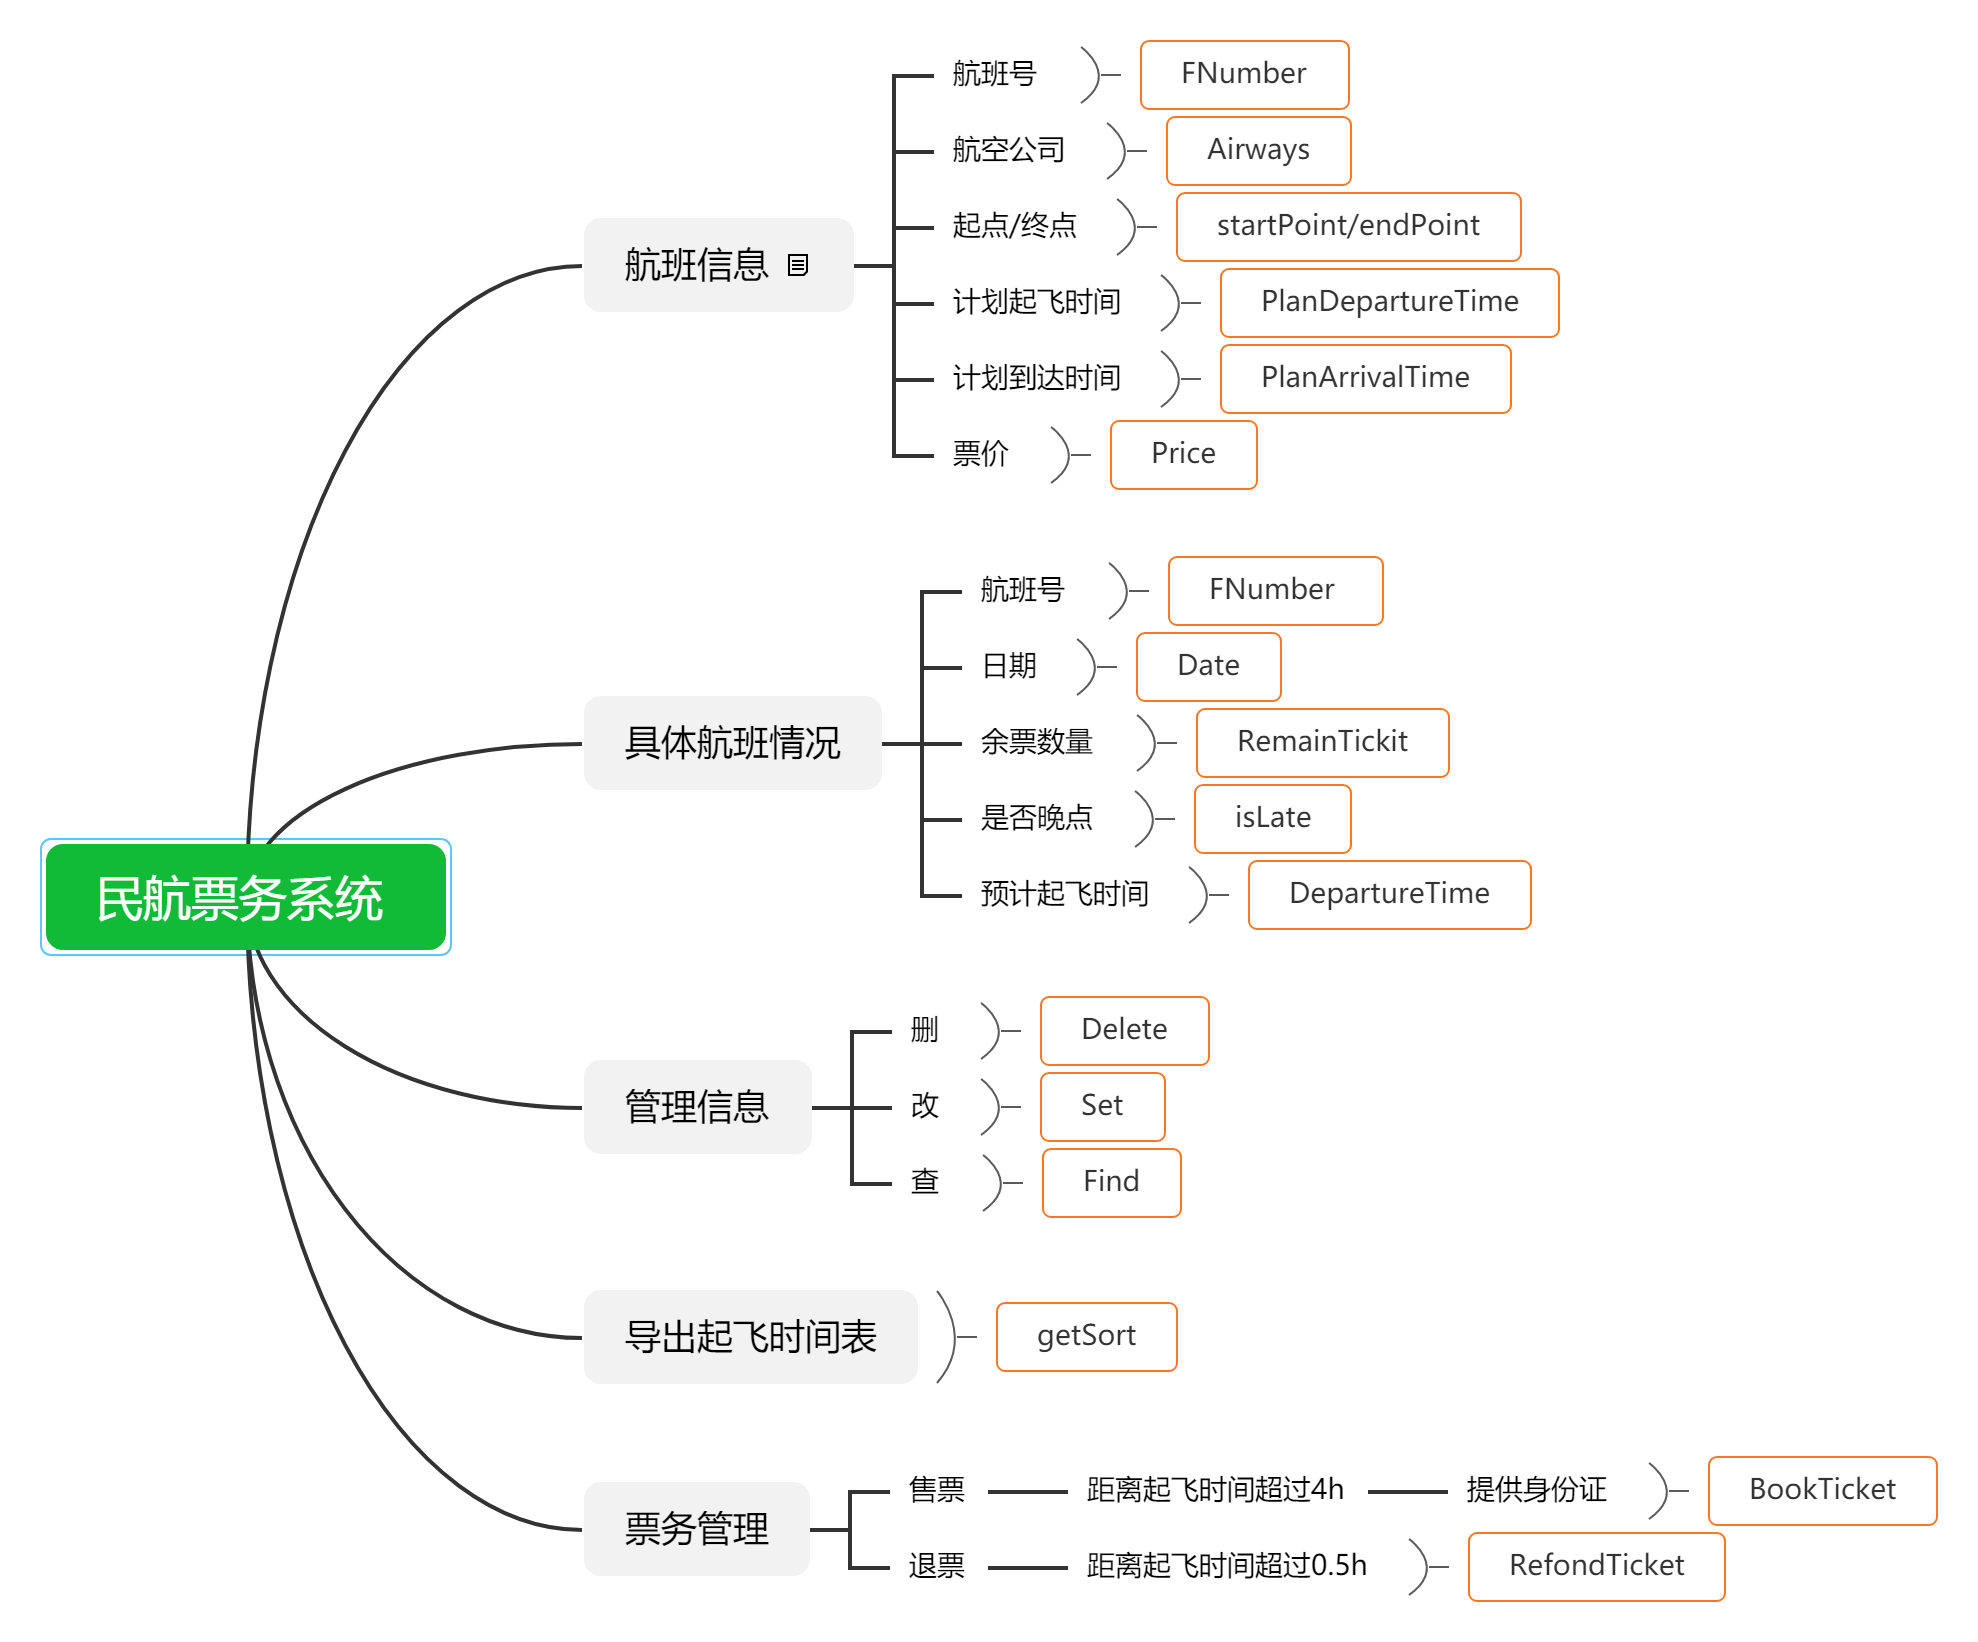 民航票务系统
航班信息
航班号 FNumber
航空公司 Airways
起点/终点 startPoint/endPoint
计划起飞时间 PlanDepartureTime
计划到达时间 PlanArrivalTime
票价 Price
具体航班情况
航班号 FNumber
日期 Date
余票数量 RemainTickit
是否晚点 isLate
预计起飞时间 DepartureTime
管理信息
删 Delete
改 Set
查 Find
导出起飞时间表 getSort
票务管理
售票 距离起飞时间超过4h 提供身份证 BookTicket
退票 距离起飞时间超过0.5h RefondTicket